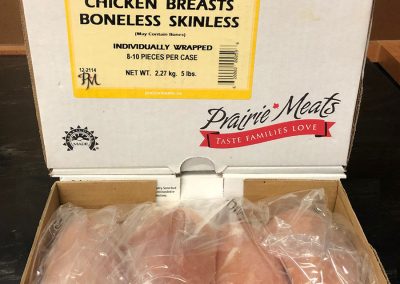 CHICKEN BREASTS
BONELESS SKINLESS
(May Contain Bones)
INDIVIDUALLY WRAPPED
8-10 PIECES PER CASE
12-2114
PM
NET WT. 2.27 kg. 5 lbs.
Prairie Meats
TASTE FAMILIES LOVE
MADE